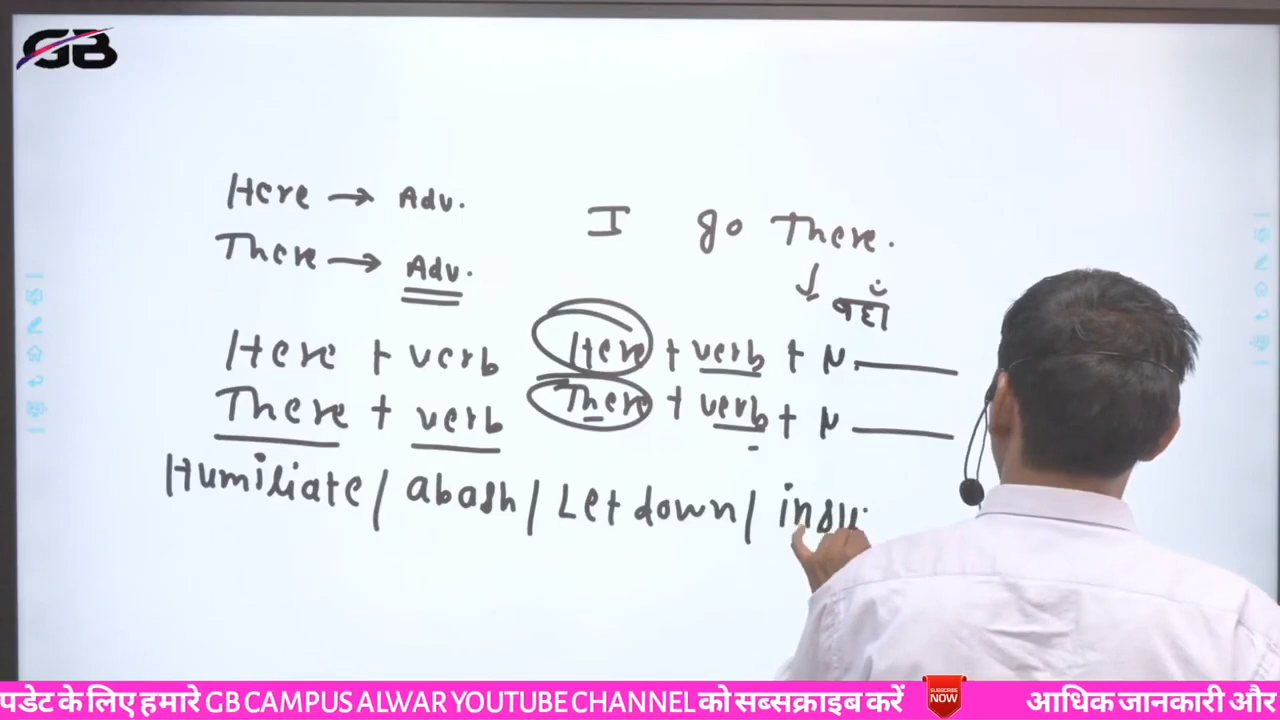 GB
Here → Adv.
I go There.
There → Adv.
↓ वहाँ
Here + verb
Here + verb + N.
There + verb
There + verb + N
Humiliate / abash / Let down / insu
पडेट के लिए हमारे GB CAMPUS ALWAR YOUTUBE CHANNEL को सब्सक्राइब करें SUBSCRIBE NOW आधिक जानकारी और